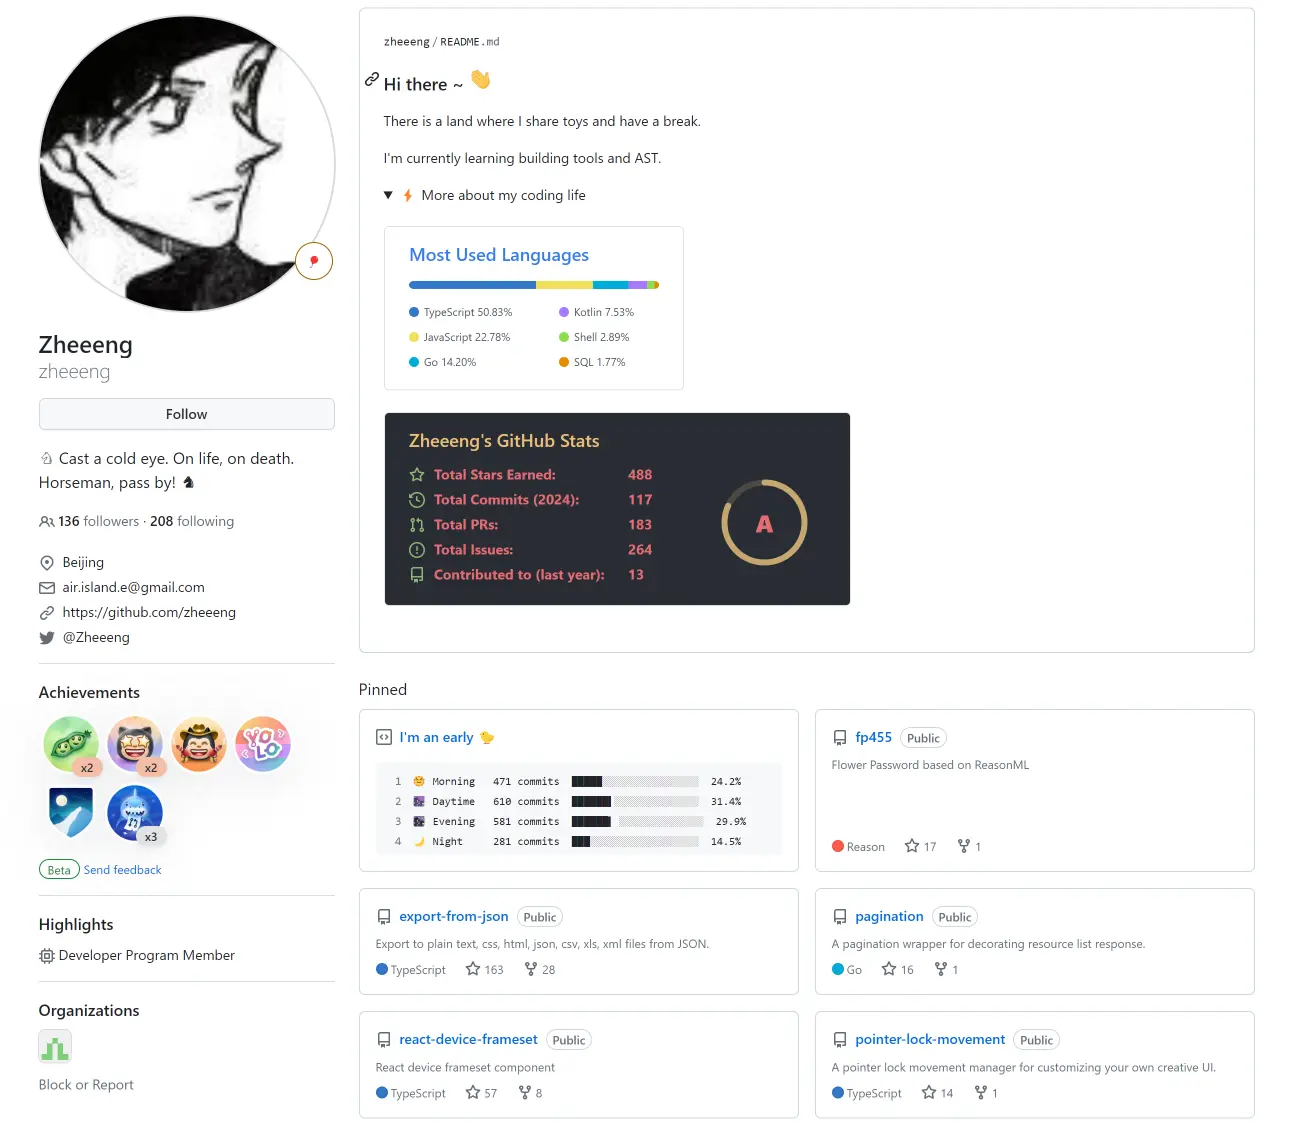 Zheeeng
zheeeng
Follow
♘ Cast a cold eye. On life, on death.
Horseman, pass by! ♞
136 followers · 208 following
Beijing
air.island.e@gmail.com
https://github.com/zheeeng
@Zheeeng
Achievements
x2
x2
YOLO
x3
Beta Send feedback
Highlights
Developer Program Member
Organizations
Block or Report
zheeeng/README.md
Hi there ~ 👋
There is a land where I share toys and have a break.
I'm currently learning building tools and AST.
▼ ⚡ More about my coding life
Most Used Languages
TypeScript 50.83%
JavaScript 22.78%
Go 14.20%
Kotlin 7.53%
Shell 2.89%
SQL 1.77%
Zheeeng's GitHub Stats
Total Stars Earned: 488
Total Commits (2024): 117
Total PRs: 183
Total Issues: 264
Contributed to (last year): 13
A
Pinned
I'm an early 🐤
1 🌞 Morning 471 commits 24.2%
2 🌆 Daytime 610 commits 31.4%
3 🌃 Evening 581 commits 29.9%
4 🌙 Night 281 commits 14.5%
fp455 Public
Flower Password based on ReasonML
Reason 17 1
export-from-json Public
Export to plain text, css, html, json, csv, xls, xml files from JSON.
TypeScript 163 28
pagination Public
A pagination wrapper for decorating resource list response.
Go 16 1
react-device-frameset Public
React device frameset component
TypeScript 57 8
pointer-lock-movement Public
A pointer lock movement manager for customizing your own creative UI.
TypeScript 14 1